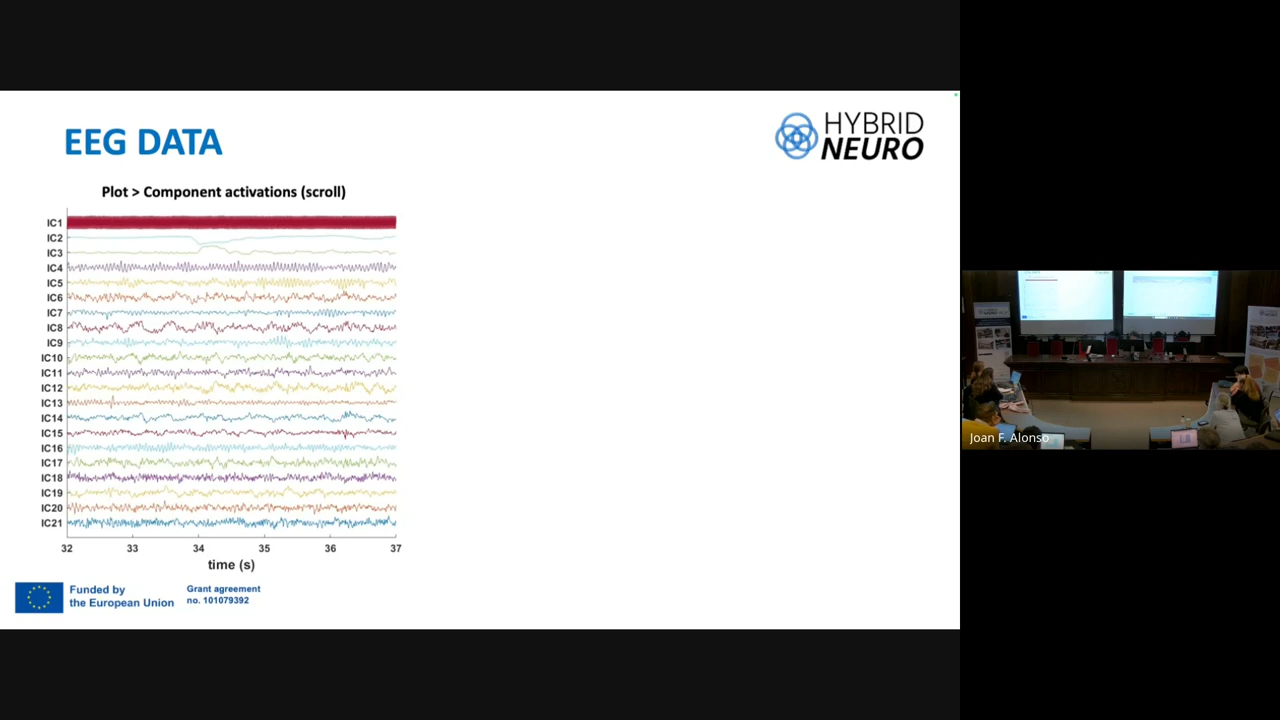 EEG DATA
HYBRID
NEURO
Plot > Component activations (scroll)
IC1
IC2
IC3
IC4
IC5
IC6
IC7
IC8
IC9
IC10
IC11
IC12
IC13
IC14
IC15
IC16
IC17
IC18
IC19
IC20
IC21
32 33 34 35 36 37
time (s)
Funded by
the European Union
Grant agreement
no. 101079392
Joan F. Alonso